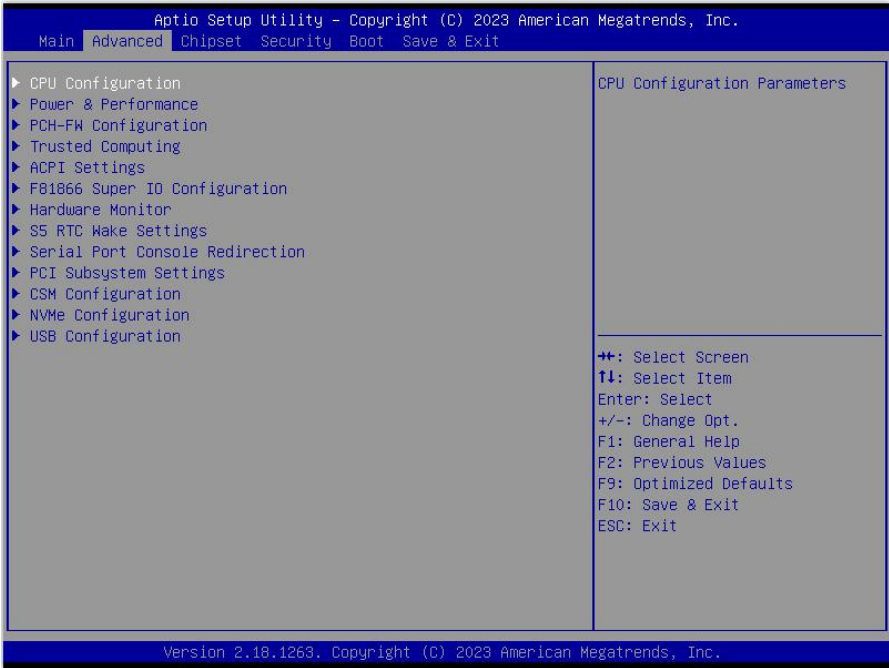 Aptio Setup Utility – Copyright (C) 2023 American Megatrends, Inc.
Main Advanced Chipset Security Boot Save & Exit
▶ CPU Configuration
▶ Power & Performance
▶ PCH-FW Configuration
▶ Trusted Computing
▶ ACPI Settings
▶ F81866 Super IO Configuration
▶ Hardware Monitor
▶ S5 RTC Wake Settings
▶ Serial Port Console Redirection
▶ PCI Subsystem Settings
▶ CSM Configuration
▶ NVMe Configuration
▶ USB Configuration
CPU Configuration Parameters
→←: Select Screen
↑↓: Select Item
Enter: Select
+/-: Change Opt.
F1: General Help
F2: Previous Values
F9: Optimized Defaults
F10: Save & Exit
ESC: Exit
Version 2.18.1263. Copyright (C) 2023 American Megatrends, Inc.